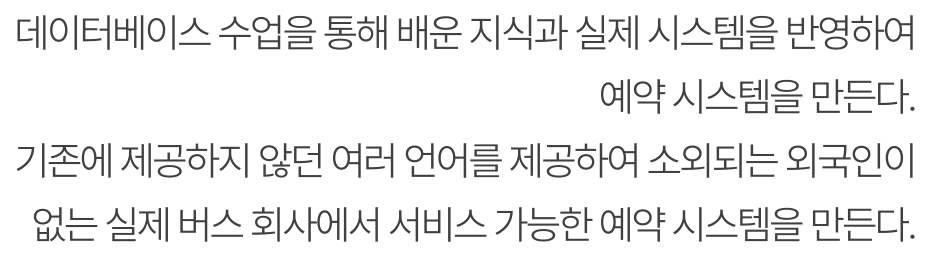 데이터베이스 수업을 통해 배운 지식과 실제 시스템을 반영하여
예약 시스템을 만든다.
기존에 제공하지 않던 여러 언어를 제공하여 소외되는 외국인이
없는 실제 버스 회사에서 서비스 가능한 예약 시스템을 만든다.